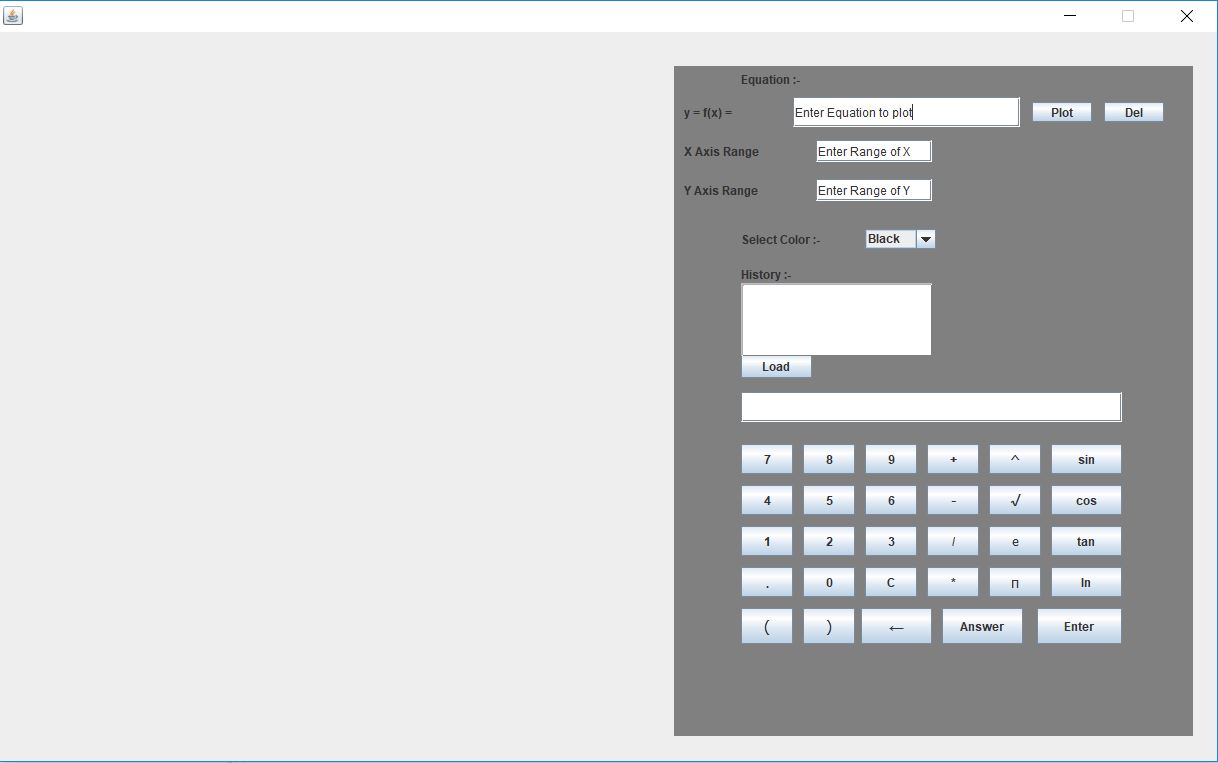 Equation :-
y = f(x) = Enter Equation to plot Plot Del
X Axis Range Enter Range of X
Y Axis Range Enter Range of Y
Select Color :- Black
History :-
Load
7 8 9 + ^ sin
4 5 6 - √ cos
1 2 3 / e tan
. 0 C * п ln
( ) ← Answer Enter